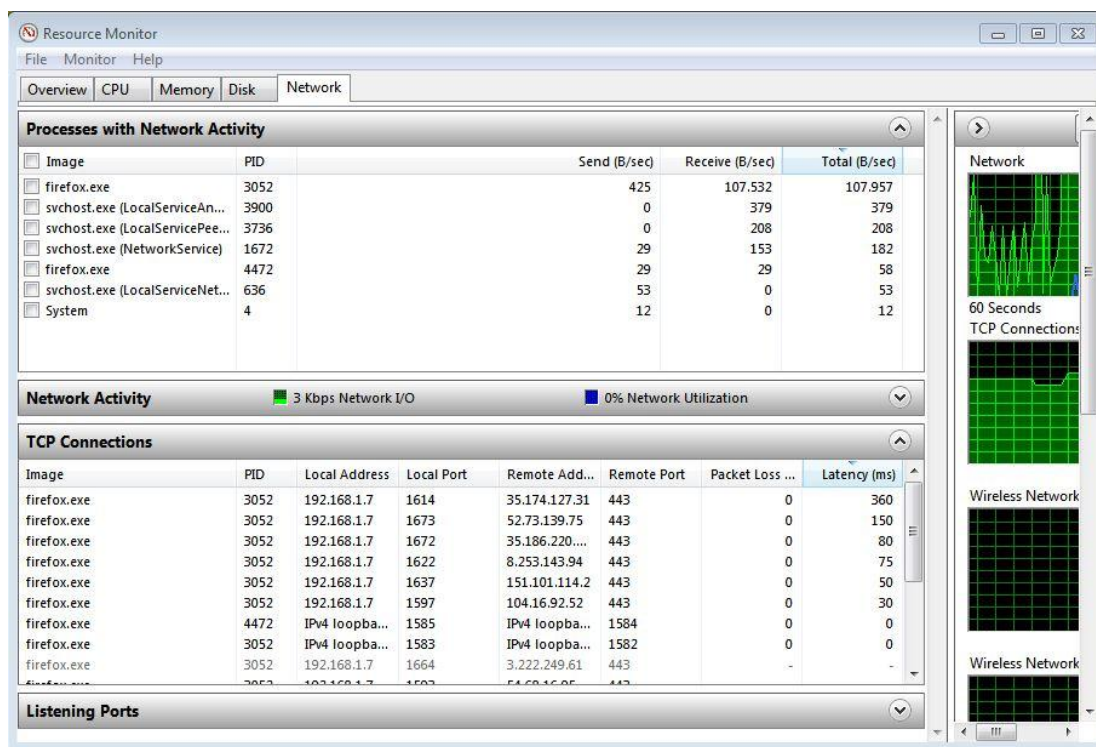 Resource Monitor
File Monitor Help
Overview CPU Memory Disk Network
Processes with Network Activity
Image PID Send (B/sec) Receive (B/sec) Total (B/sec)
firefox.exe 3052 425 107.532 107.957
svchost.exe (LocalServiceAn... 3900 0 379 379
svchost.exe (LocalServicePee... 3736 0 208 208
svchost.exe (NetworkService) 1672 29 153 182
firefox.exe 4472 29 29 58
svchost.exe (LocalServiceNet... 636 53 0 53
System 4 12 0 12
Network Activity 3 Kbps Network I/O 0% Network Utilization
TCP Connections
Image PID Local Address Local Port Remote Add... Remote Port Packet Loss ... Latency (ms)
firefox.exe 3052 192.168.1.7 1614 35.174.127.31 443 0 360
firefox.exe 3052 192.168.1.7 1673 52.73.139.75 443 0 150
firefox.exe 3052 192.168.1.7 1672 35.186.220.... 443 0 80
firefox.exe 3052 192.168.1.7 1622 8.253.143.94 443 0 75
firefox.exe 3052 192.168.1.7 1637 151.101.114.2 443 0 50
firefox.exe 3052 192.168.1.7 1597 104.16.92.52 443 0 30
firefox.exe 4472 IPv4 loopba... 1585 IPv4 loopba... 1584 0 0
firefox.exe 3052 IPv4 loopba... 1583 IPv4 loopba... 1582 0 0
firefox.exe 3052 192.168.1.7 1664 3.222.249.61 443 - -
Listening Ports
Network
60 Seconds
TCP Connections
Wireless Network
Wireless Network